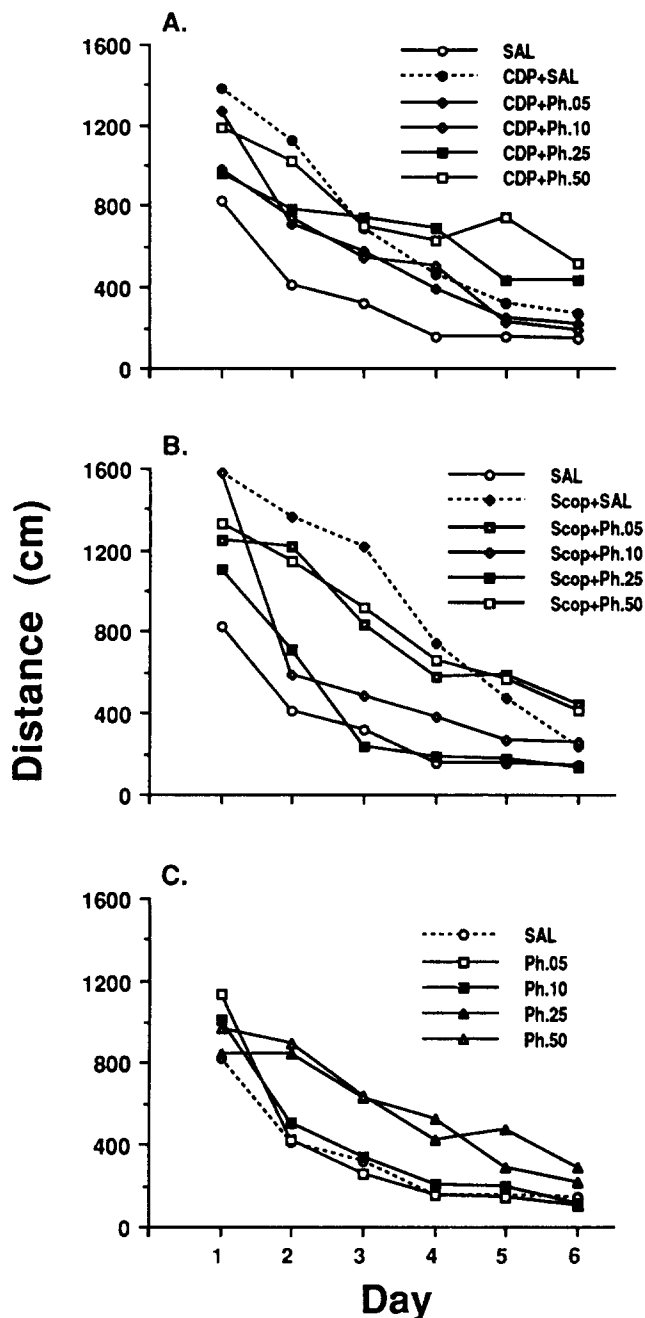 A.
1600
1200
800
400
0
SAL
CDP+SAL
CDP+Ph.05
CDP+Ph.10
CDP+Ph.25
CDP+Ph.50
B.
1600
1200
800
400
0
SAL
Scop+SAL
Scop+Ph.05
Scop+Ph.10
Scop+Ph.25
Scop+Ph.50
Distance (cm)
C.
1600
1200
800
400
0
SAL
Ph.05
Ph.10
Ph.25
Ph.50
1 2 3 4 5 6
Day